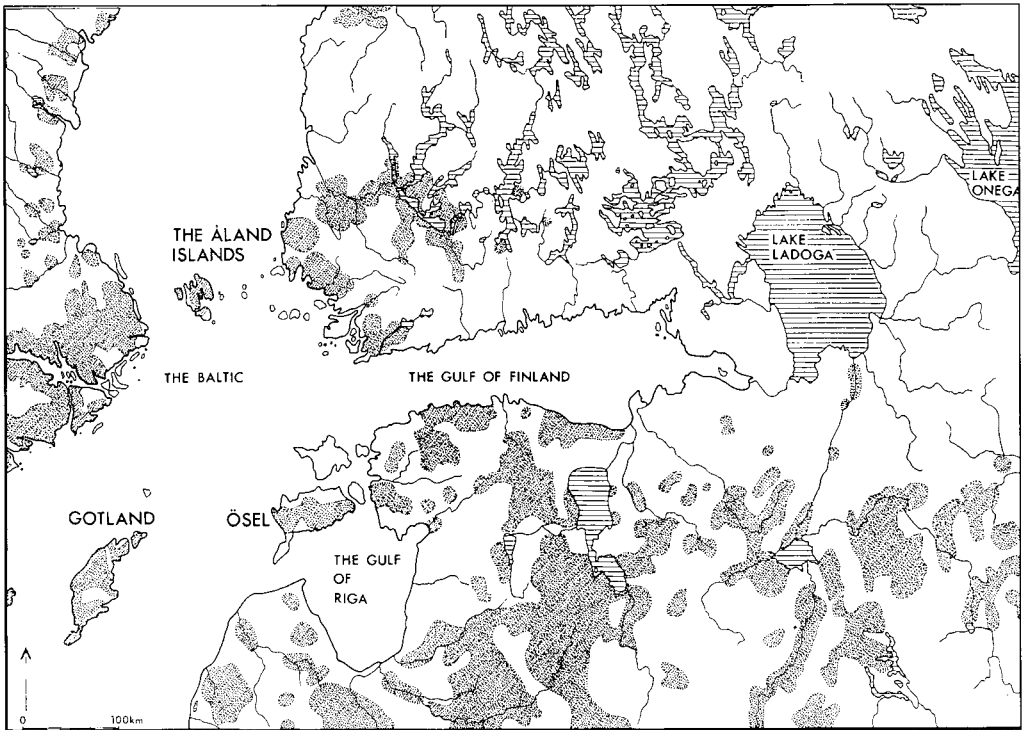 LAKE
ONEGA
THE ÅLAND
ISLANDS
LAKE
LADOGA
THE BALTIC
THE GULF OF FINLAND
GOTLAND
ÖSEL
THE GULF
OF
RIGA
0
100km